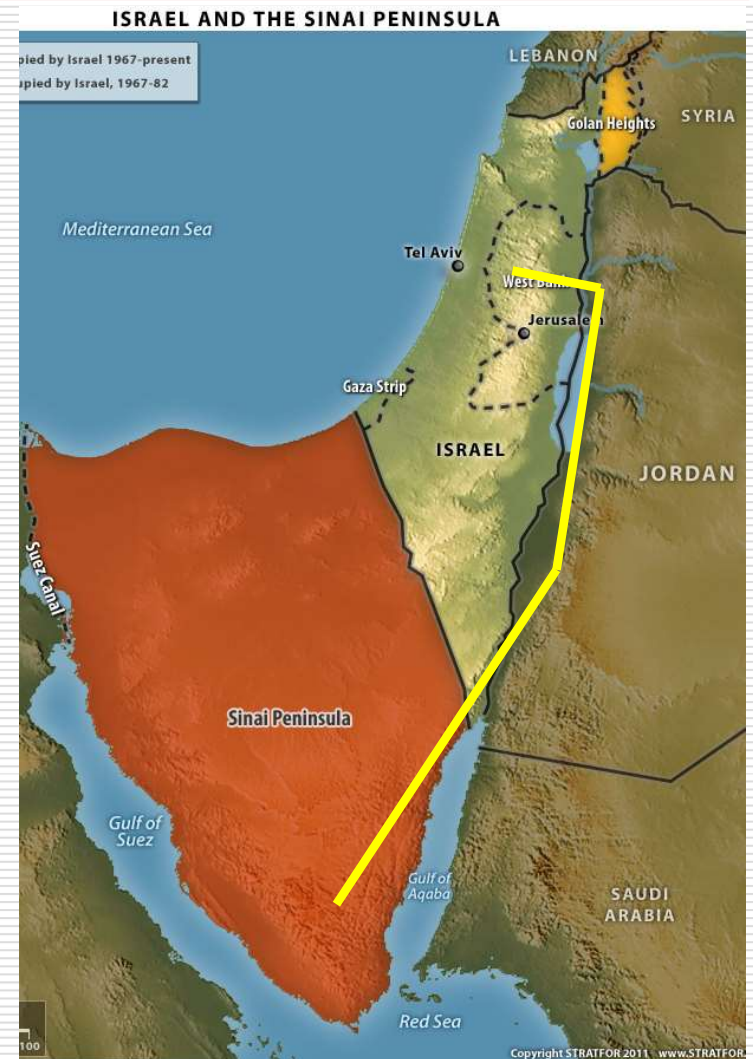 ISRAEL AND THE SINAI PENINSULA
pied by Israel 1967-present
upied by Israel, 1967-82
LEBANON
Golan Heights
SYRIA
Mediterranean Sea
Tel Aviv
West Bank
Jerusalem
Gaza Strip
ISRAEL
JORDAN
Suez Canal
Sinai Peninsula
Gulf of
Suez
Gulf of
Aqaba
SAUDI
ARABIA
Red Sea
100
Copyright STRATFOR 2011 www.STRATFOR